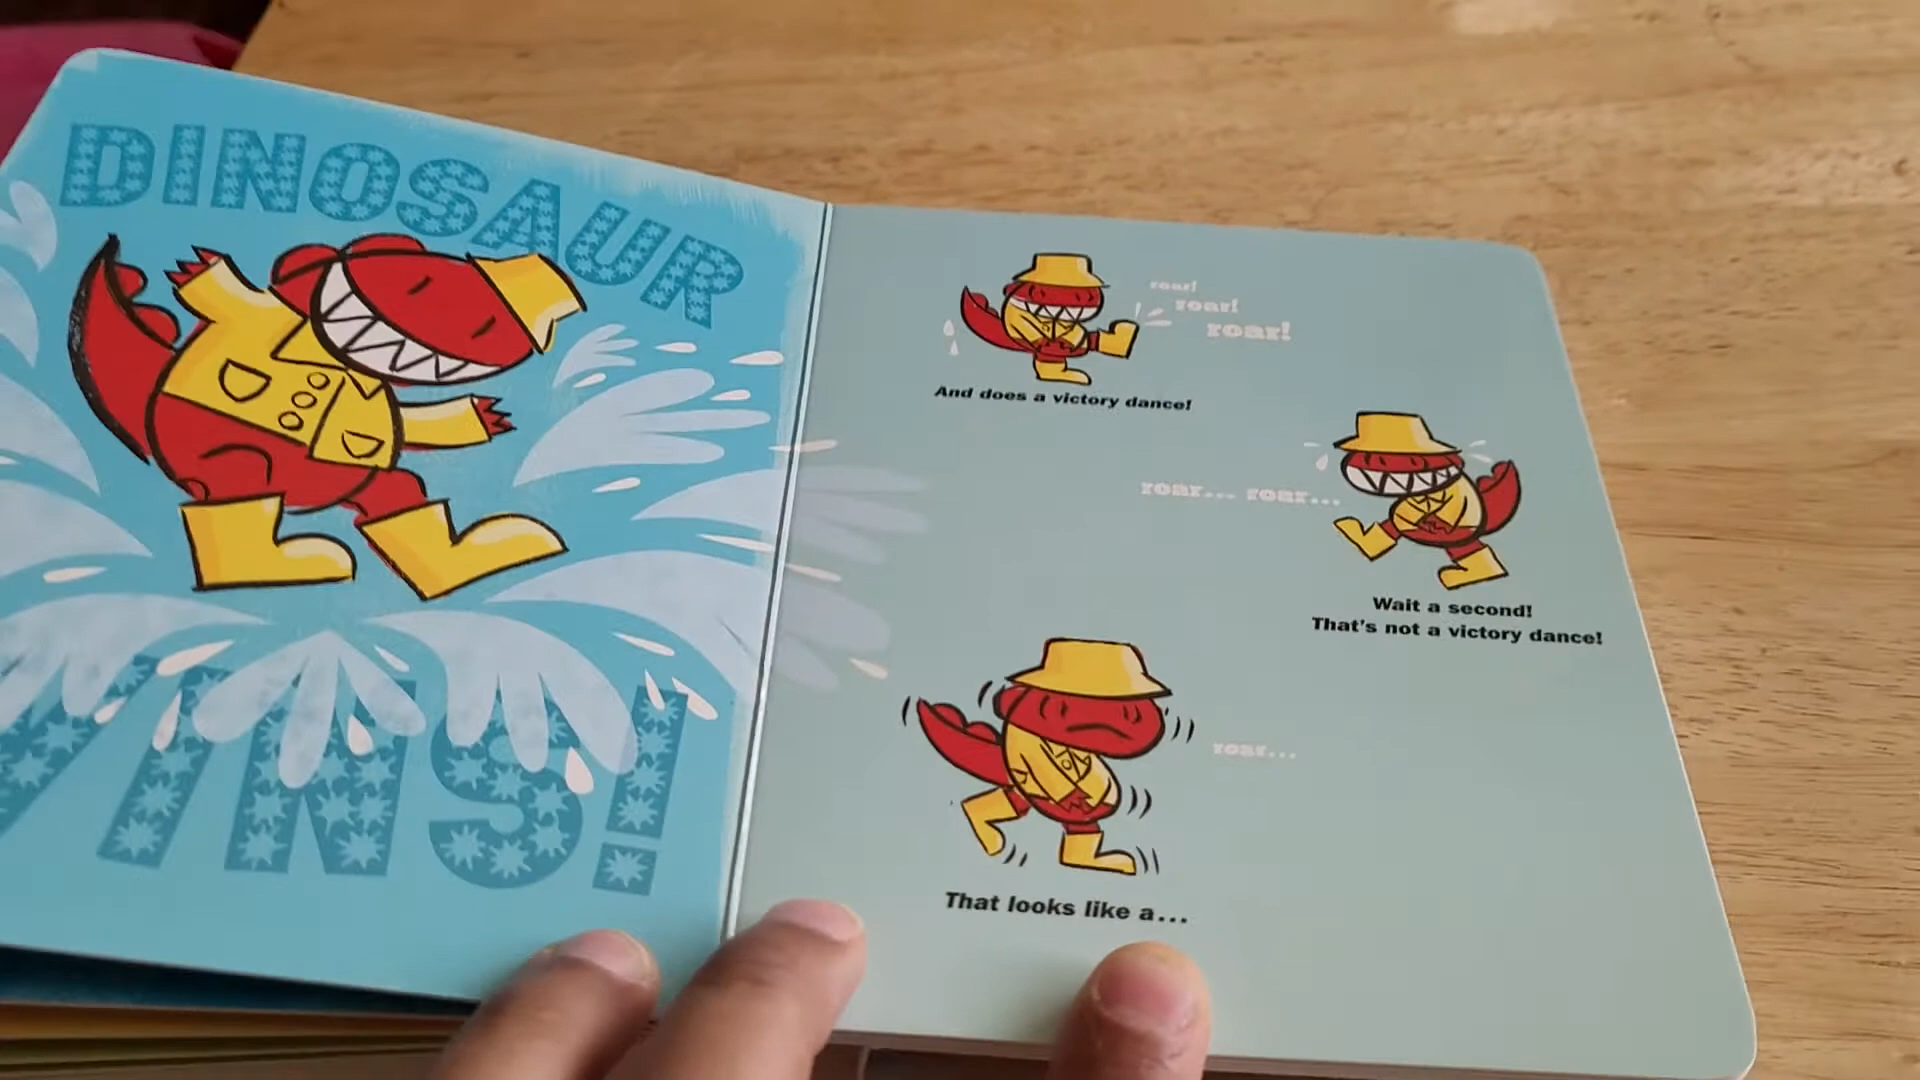 DINOSAUR
WINS!
roar!
roar!
roar!
And does a victory dance!
roar... roar...
Wait a second!
That's not a victory dance!
roar...
That looks like a...